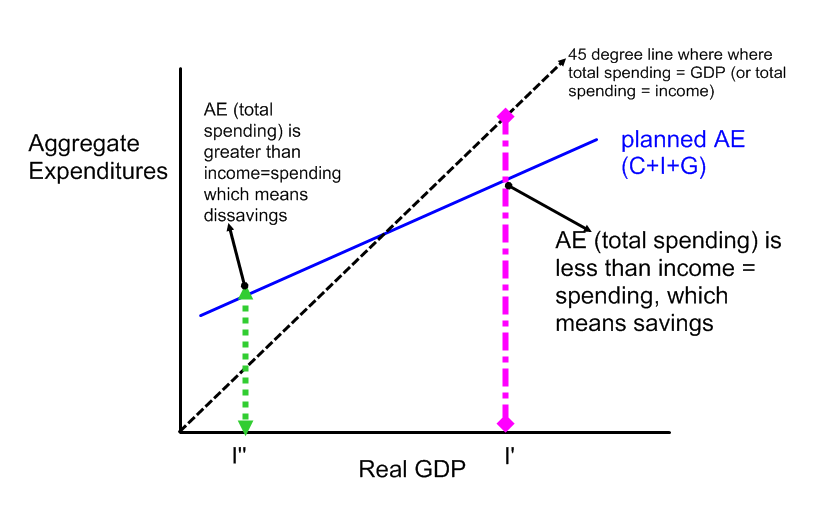 45 degree line where where
total spending = GDP (or total
spending = income)
AE (total
spending) is
greater than
income=spending
which means
dissavings
Aggregate
Expenditures
planned AE
(C+I+G)
AE (total spending) is
less than income =
spending, which
means savings
I"
I'
Real GDP